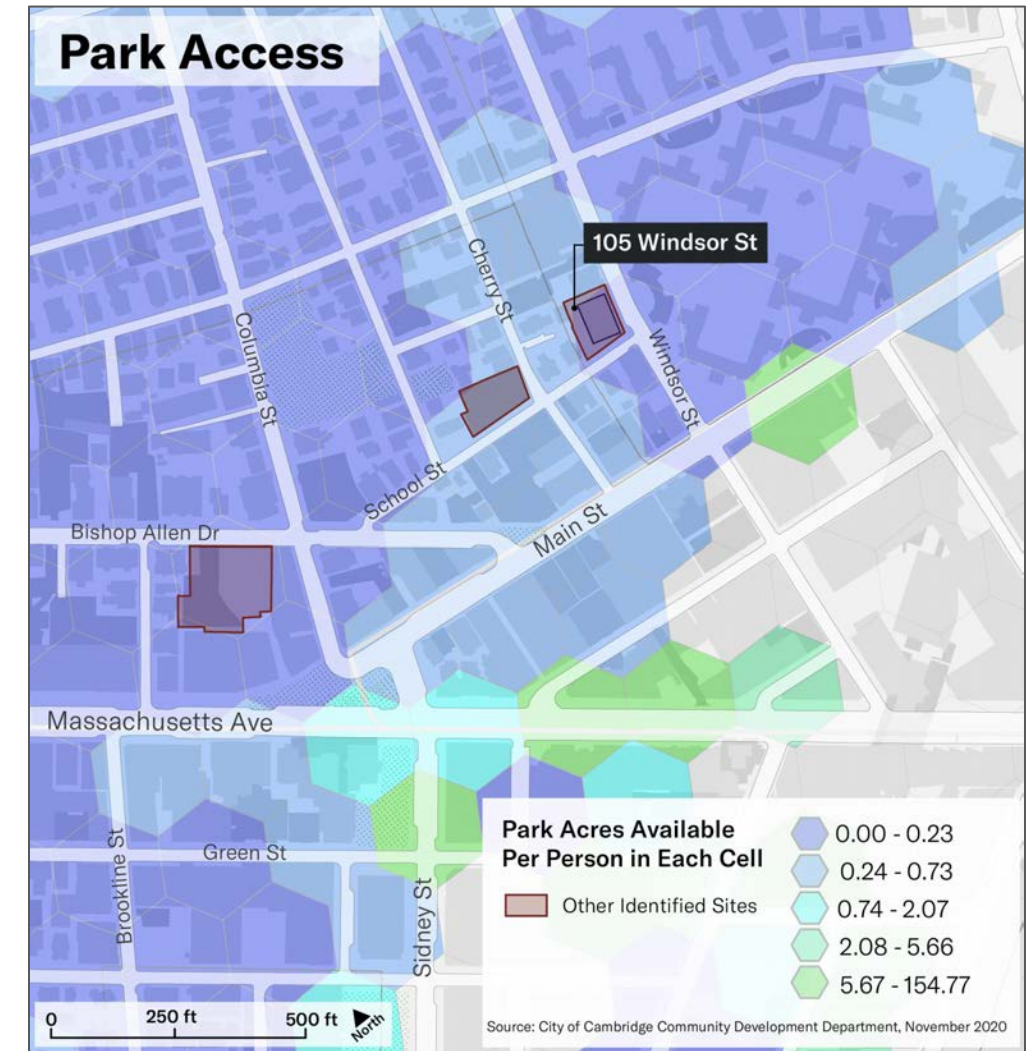 Park Access
105 Windsor St
Cherry St
Columbia St
Windsor St
School St
Bishop Allen Dr
Main St
Massachusetts Ave
Brookline St
Green St
Sidney St
Park Acres Available
Per Person in Each Cell
Other Identified Sites
0.00 - 0.23
0.24 - 0.73
0.74 - 2.07
2.08 - 5.66
5.67 - 154.77
0 250 ft 500 ft North
Source: City of Cambridge Community Development Department, November 2020